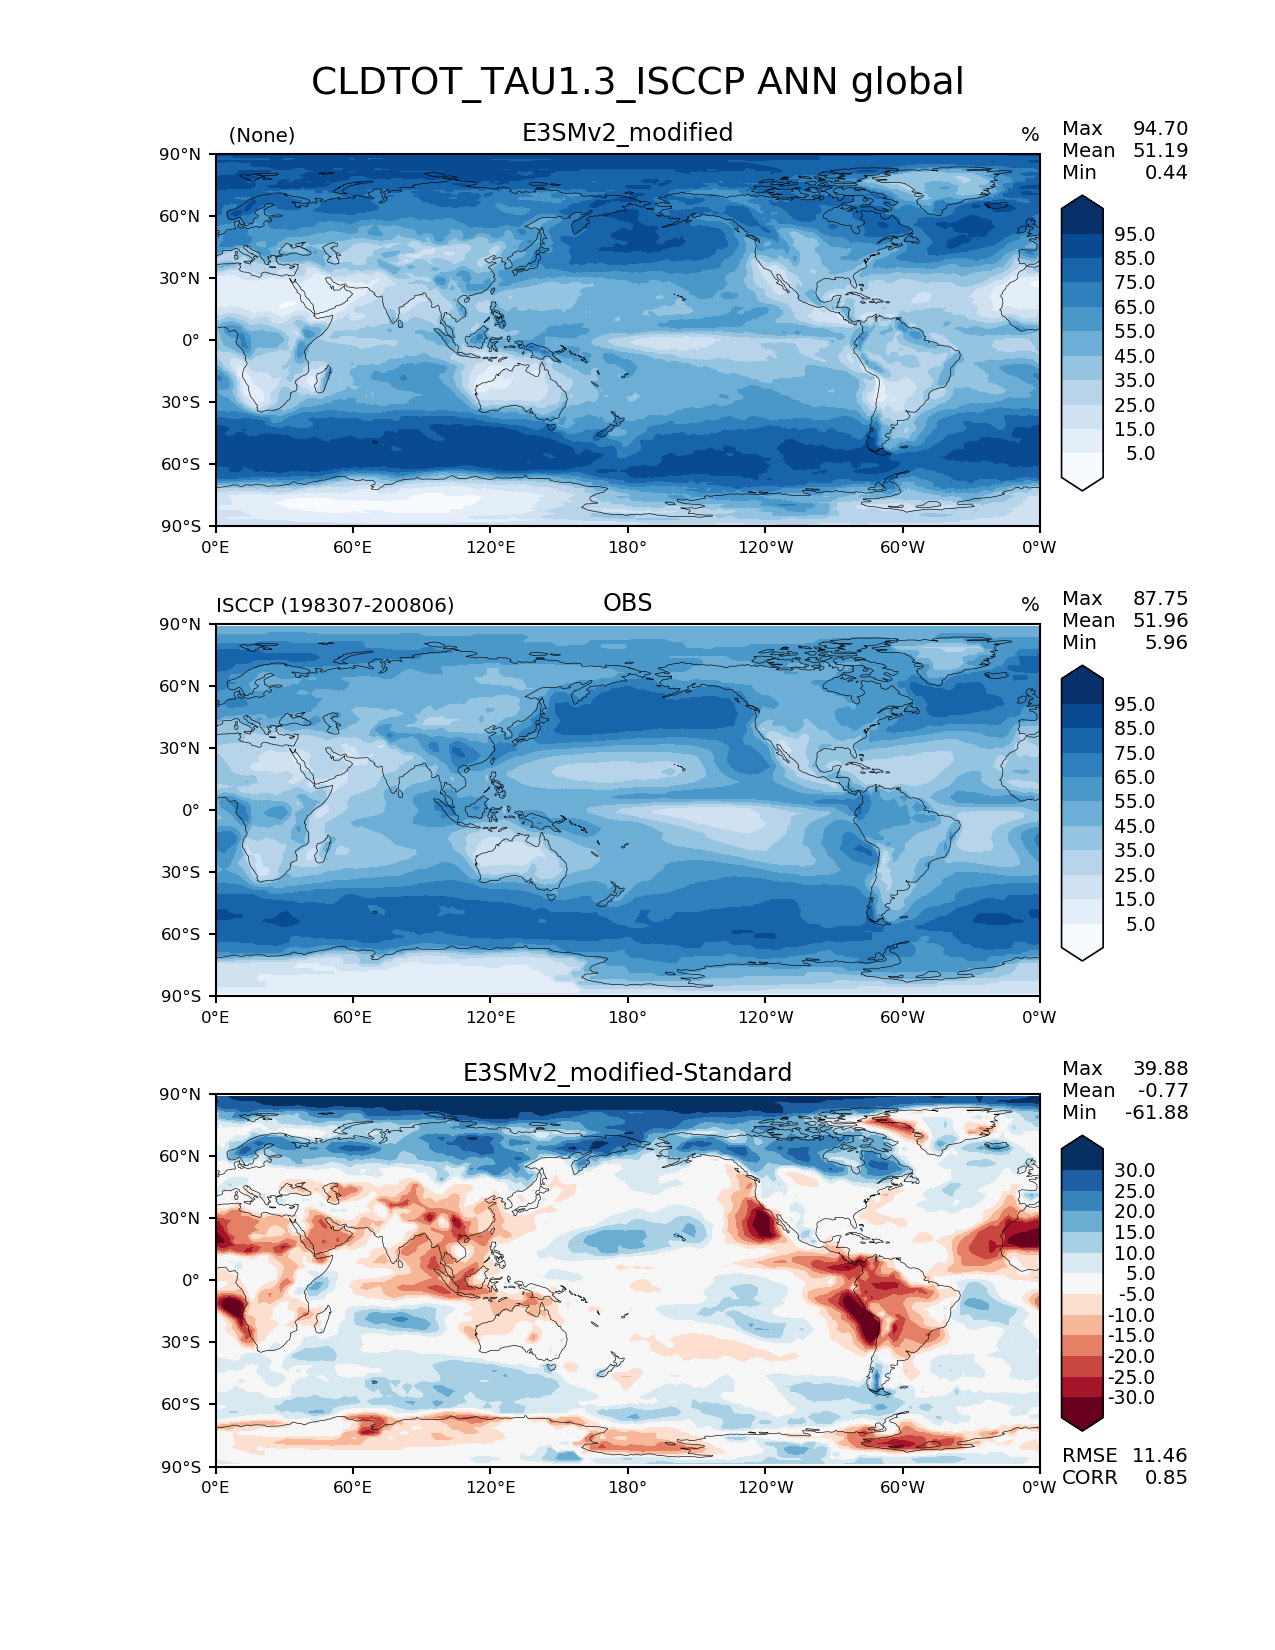 CLDTOT_TAU1.3_ISCCP ANN global
(None) E3SMv2_modified %
Max 94.70
Mean 51.19
Min 0.44
90°N
60°N
30°N
0°
30°S
60°S
90°S
0°E 60°E 120°E 180° 120°W 60°W 0°W
95.0
85.0
75.0
65.0
55.0
45.0
35.0
25.0
15.0
5.0
ISCCP (198307-200806) OBS %
Max 87.75
Mean 51.96
Min 5.96
90°N
60°N
30°N
0°
30°S
60°S
90°S
0°E 60°E 120°E 180° 120°W 60°W 0°W
95.0
85.0
75.0
65.0
55.0
45.0
35.0
25.0
15.0
5.0
E3SMv2_modified-Standard
Max 39.88
Mean -0.77
Min -61.88
90°N
60°N
30°N
0°
30°S
60°S
90°S
0°E 60°E 120°E 180° 120°W 60°W 0°W
30.0
25.0
20.0
15.0
10.0
5.0
-5.0
-10.0
-15.0
-20.0
-25.0
-30.0
RMSE 11.46
CORR 0.85